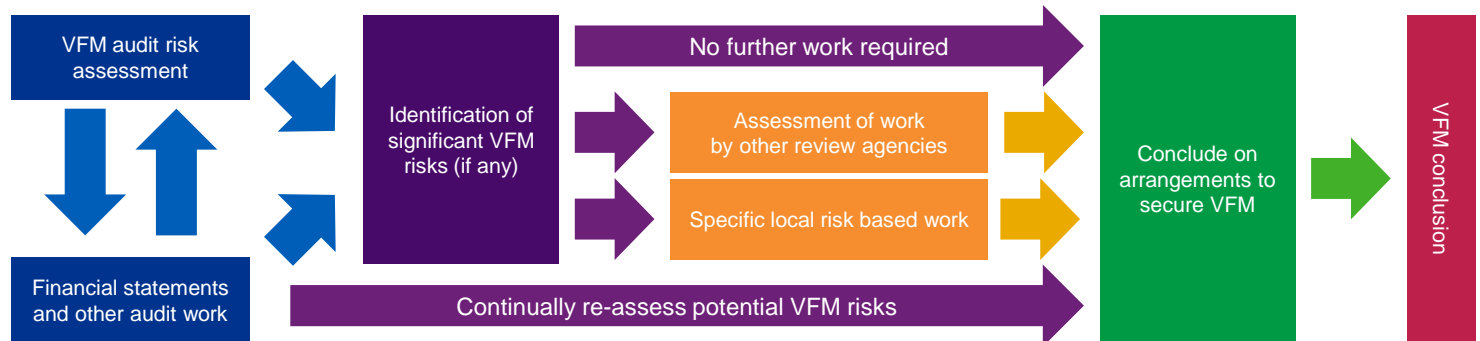 VFM audit risk
assessment
Financial statements
and other audit work
Identification of
significant VFM
risks (if any)
No further work required
Assessment of work
by other review agencies
Specific local risk based work
Continually re-assess potential VFM risks
Conclude on
arrangements to
secure VFM
VFM conclusion